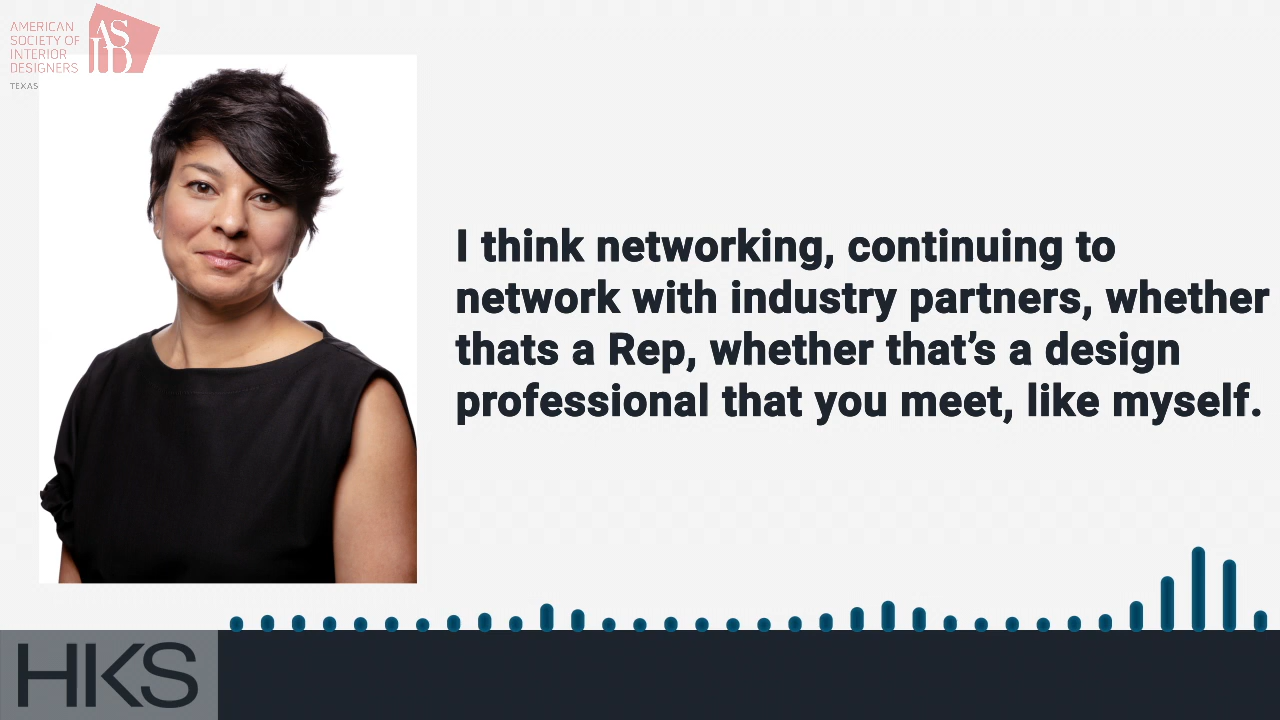 AMERICAN
SOCIETY OF
INTERIOR
DESIGNERS
ASID
TEXAS
I think networking, continuing to
network with industry partners, whether
thats a Rep, whether that’s a design
professional that you meet, like myself.
HKS